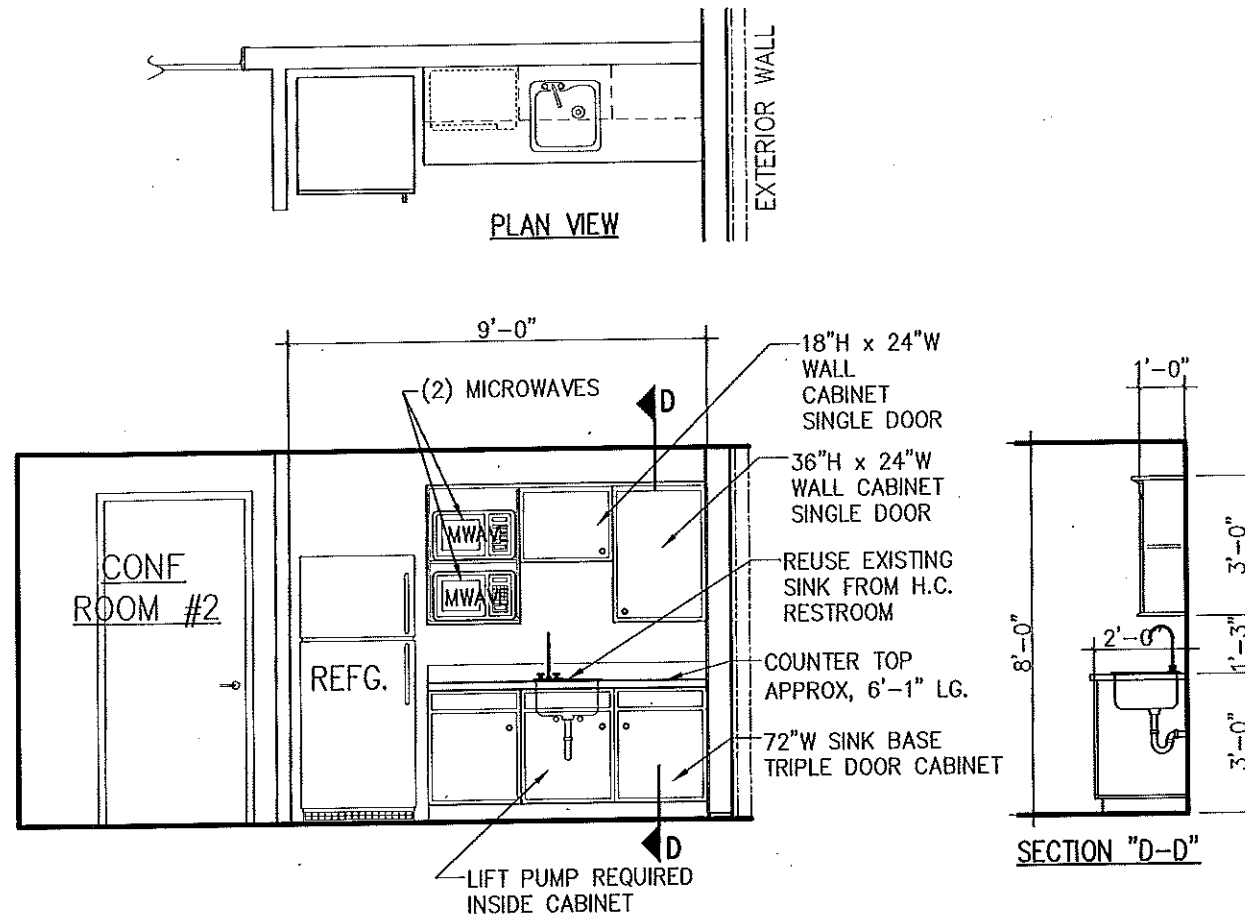 EXTERIOR WALL
PLAN VIEW
9'-0"
(2) MICROWAVES
D
18"H x 24"W
WALL
CABINET
SINGLE DOOR
36"H x 24"W
WALL CABINET
SINGLE DOOR
MWAVE
MWAVE
CONF
ROOM #2
REFG.
REUSE EXISTING
SINK FROM H.C.
RESTROOM
COUNTER TOP
APPROX, 6'-1" LG.
72"W SINK BASE
TRIPLE DOOR CABINET
D
LIFT PUMP REQUIRED
INSIDE CABINET
1'-0"
3'-0"
8'-0"
2'-0"
1'-3"
3'-0"
SECTION "D-D"